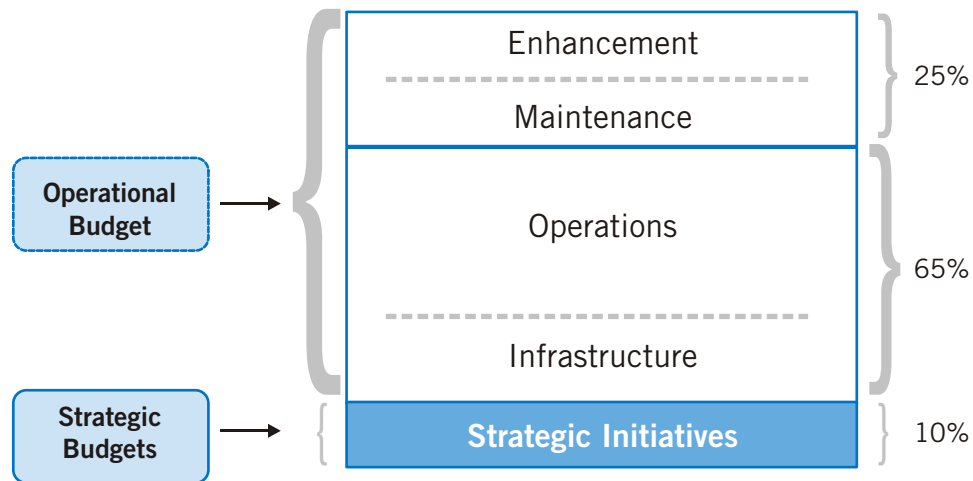 Enhancement
25%
Maintenance
Operational
Budget
Operations
65%
Infrastructure
Strategic
Budgets
Strategic Initiatives
10%